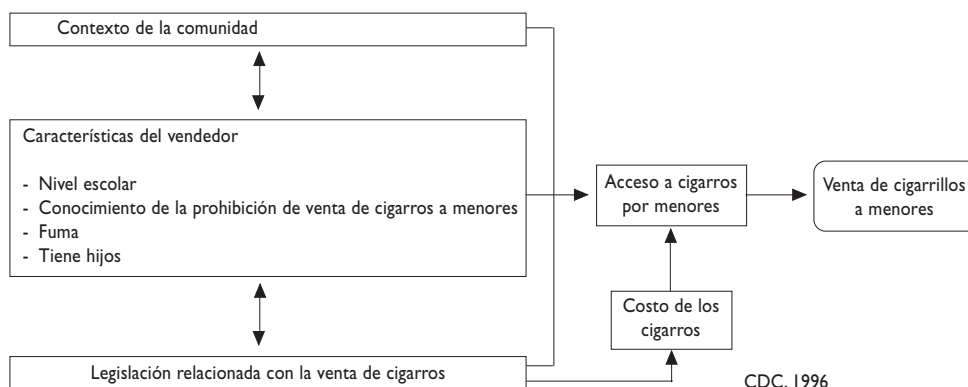 Contexto de la comunidad
Características del vendedor
- Nivel escolar
- Conocimiento de la prohibición de venta de cigarros a menores
- Fuma
- Tiene hijos
Acceso a cigarros
por menores
Venta de cigarrillos
a menores
Costo de los
cigarros
Legislación relacionada con la venta de cigarros
CDC, 1996